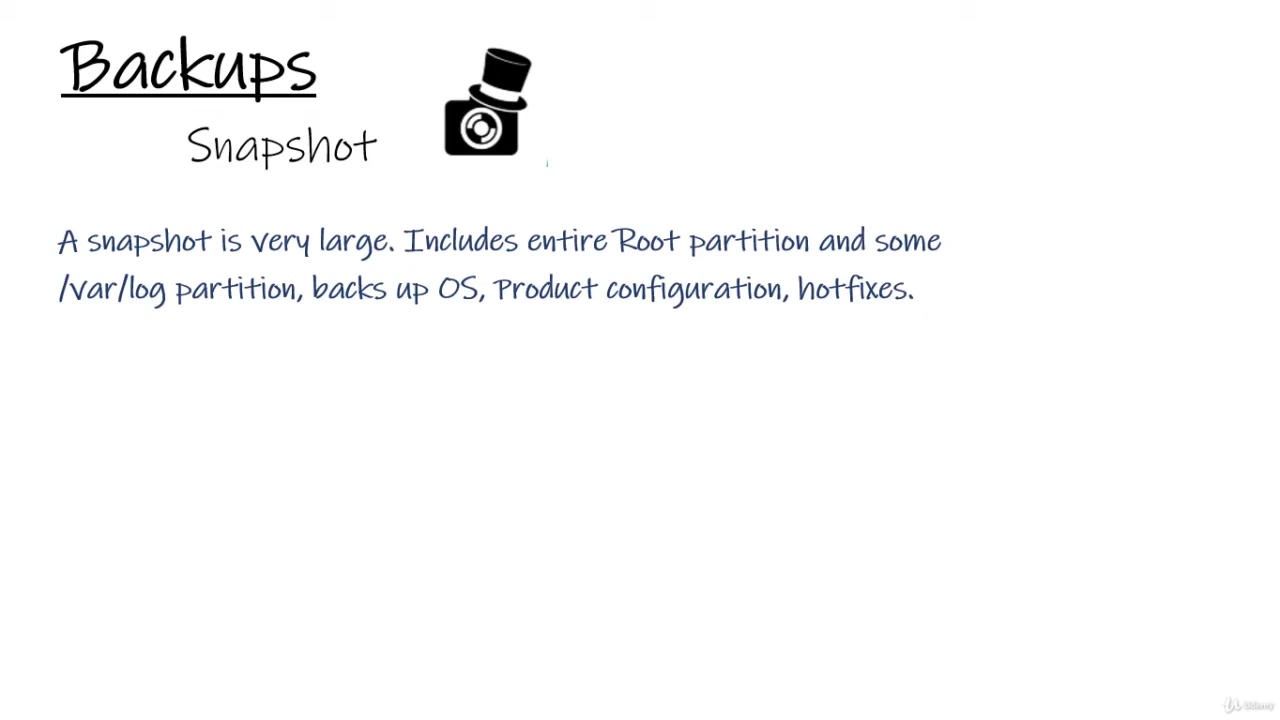 Backups
Snapshot
A snapshot is very large. Includes entire Root partition and some
/var/log partition, backs up OS, Product configuration, hotfixes.
Udemy